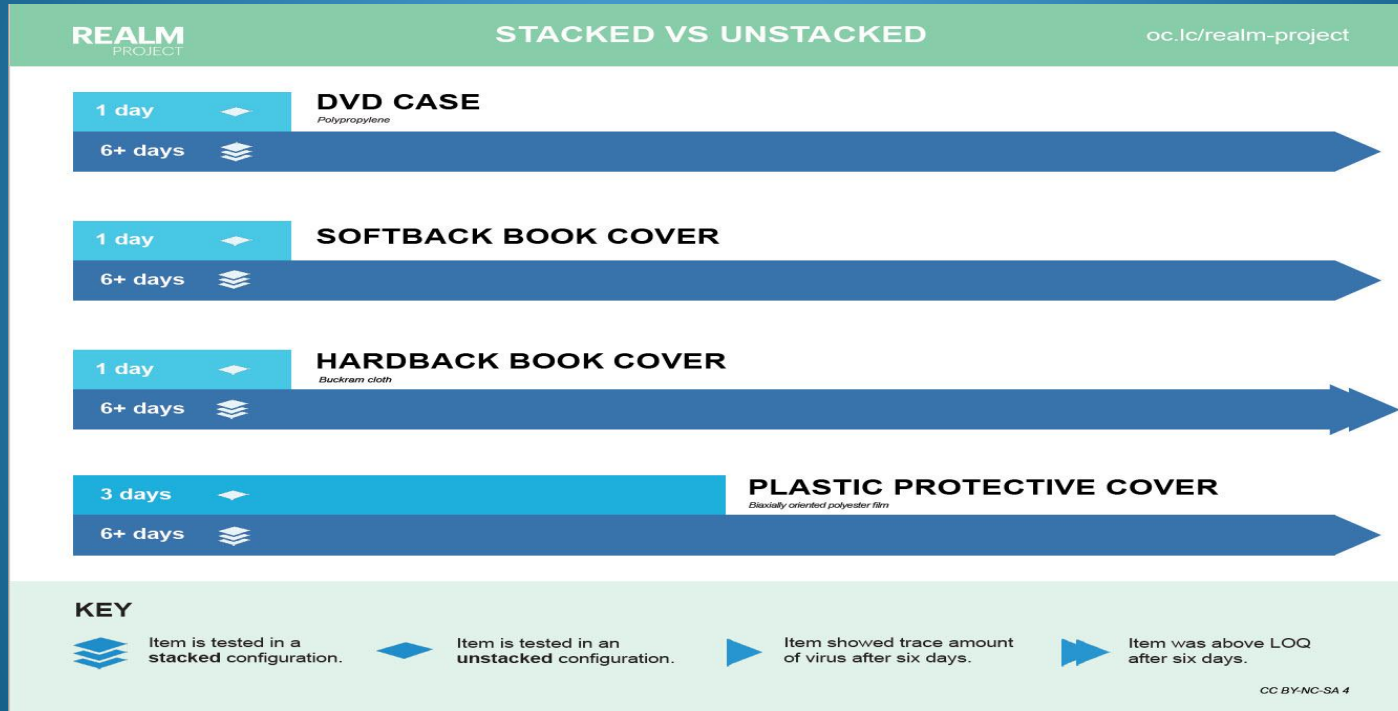 REALM
PROJECT
STACKED VS UNSTACKED
oc.lc/realm-project
1 day
DVD CASE
Polypropylene
6+ days
1 day
SOFTBACK BOOK COVER
6+ days
1 day
HARDBACK BOOK COVER
Buckram cloth
6+ days
3 days
PLASTIC PROTECTIVE COVER
Biaxially oriented polyester film
6+ days
KEY
Item is tested in a
stacked configuration.
Item is tested in an
unstacked configuration.
Item showed trace amount
of virus after six days.
Item was above LOQ
after six days.
CC BY-NC-SA 4